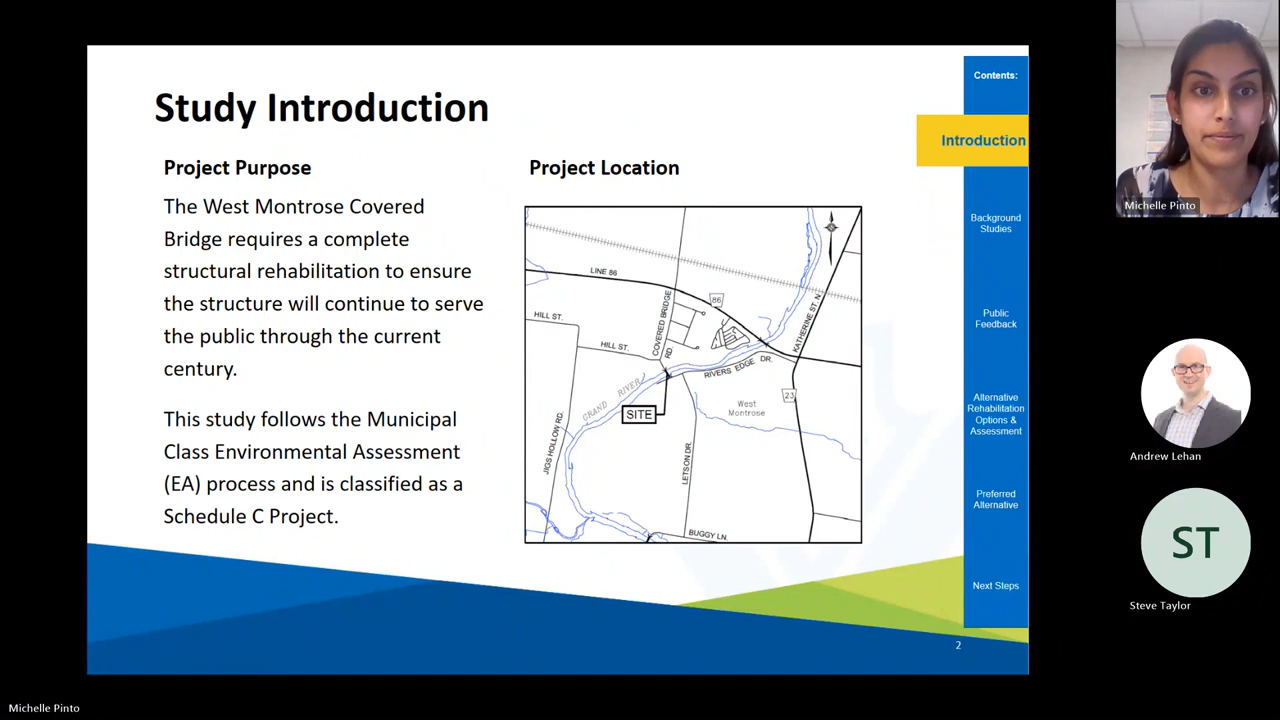 Study Introduction
Project Purpose
The West Montrose Covered
Bridge requires a complete
structural rehabilitation to ensure
the structure will continue to serve
the public through the current
century.
This study follows the Municipal
Class Environmental Assessment
(EA) process and is classified as a
Schedule C Project.
Project Location
LINE 86
86
HILL ST.
HILL ST.
COVERED BRIDGE
RD.
KATHERINE ST. N
RIVERS EDGE DR.
GRAND RIVER
SITE
West
Montrose
23
JIGS HOLLOW RD.
LETSON DR.
BUGGY LN.
Contents:
Introduction
Background
Studies
Public
Feedback
Alternative
Rehabilitation
Options &
Assessment
Preferred
Alternative
Next Steps
2
Michelle Pinto
Andrew Lehan
ST
Steve Taylor
Michelle Pinto